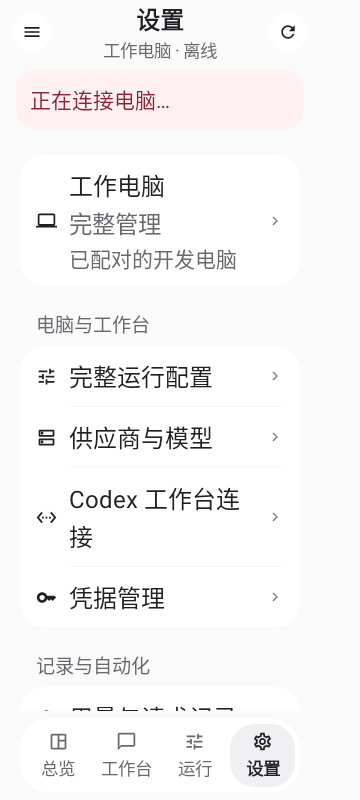 设置
工作电脑 · 离线
正在连接电脑…
工作电脑
完整管理
已配对的开发电脑
电脑与工作台
完整运行配置
供应商与模型
Codex 工作台连
接
凭据管理
记录与自动化
总览
工作台
运行
设置